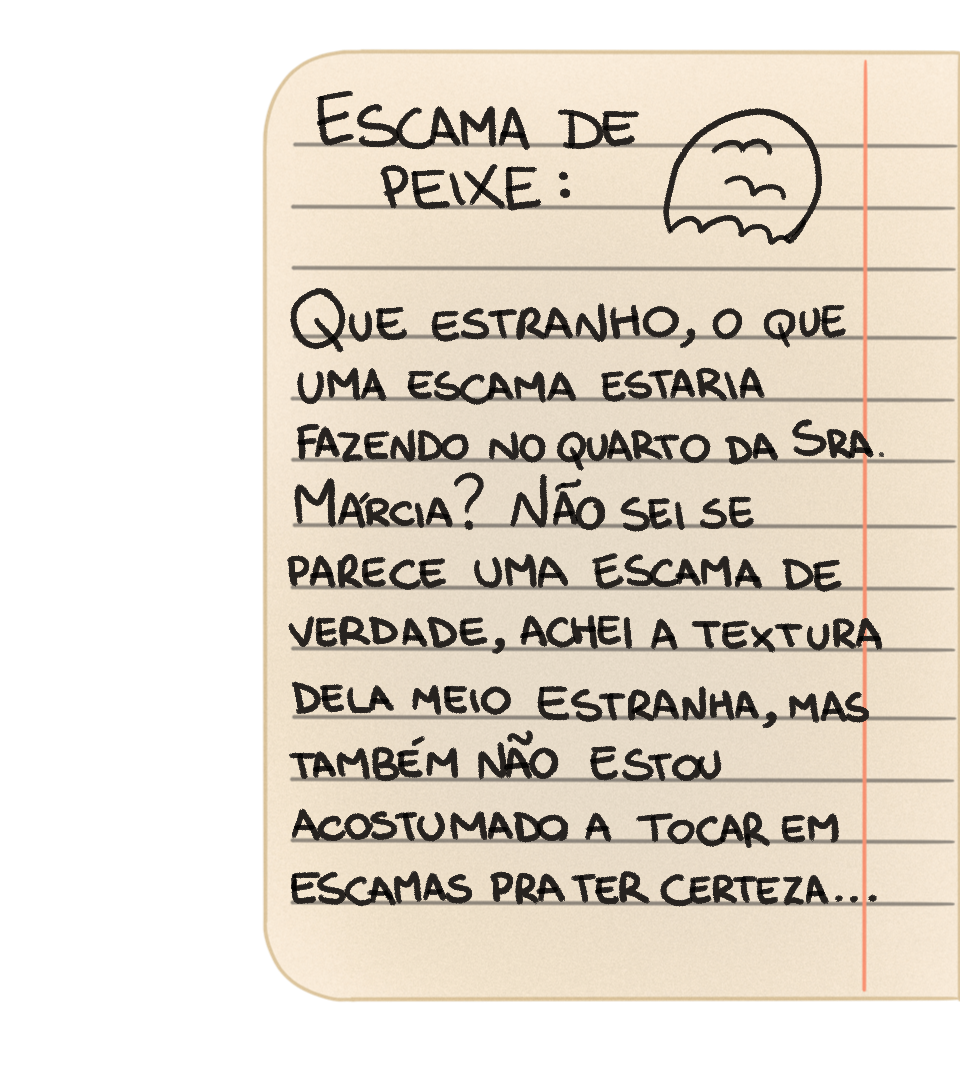 ESCAMA DE
PEIXE:
QUE ESTRANHO, O QUE
UMA ESCAMA ESTARIA
FAZENDO NO QUARTO DA SRA.
MÁRCIA? NÃO SEI SE
PARECE UMA ESCAMA DE
VERDADE, ACHEI A TEXTURA
DELA MEIO ESTRANHA, MAS
TAMBÉM NÃO ESTOU
ACOSTUMADO A TOCAR EM
ESCAMAS PRA TER CERTEZA...